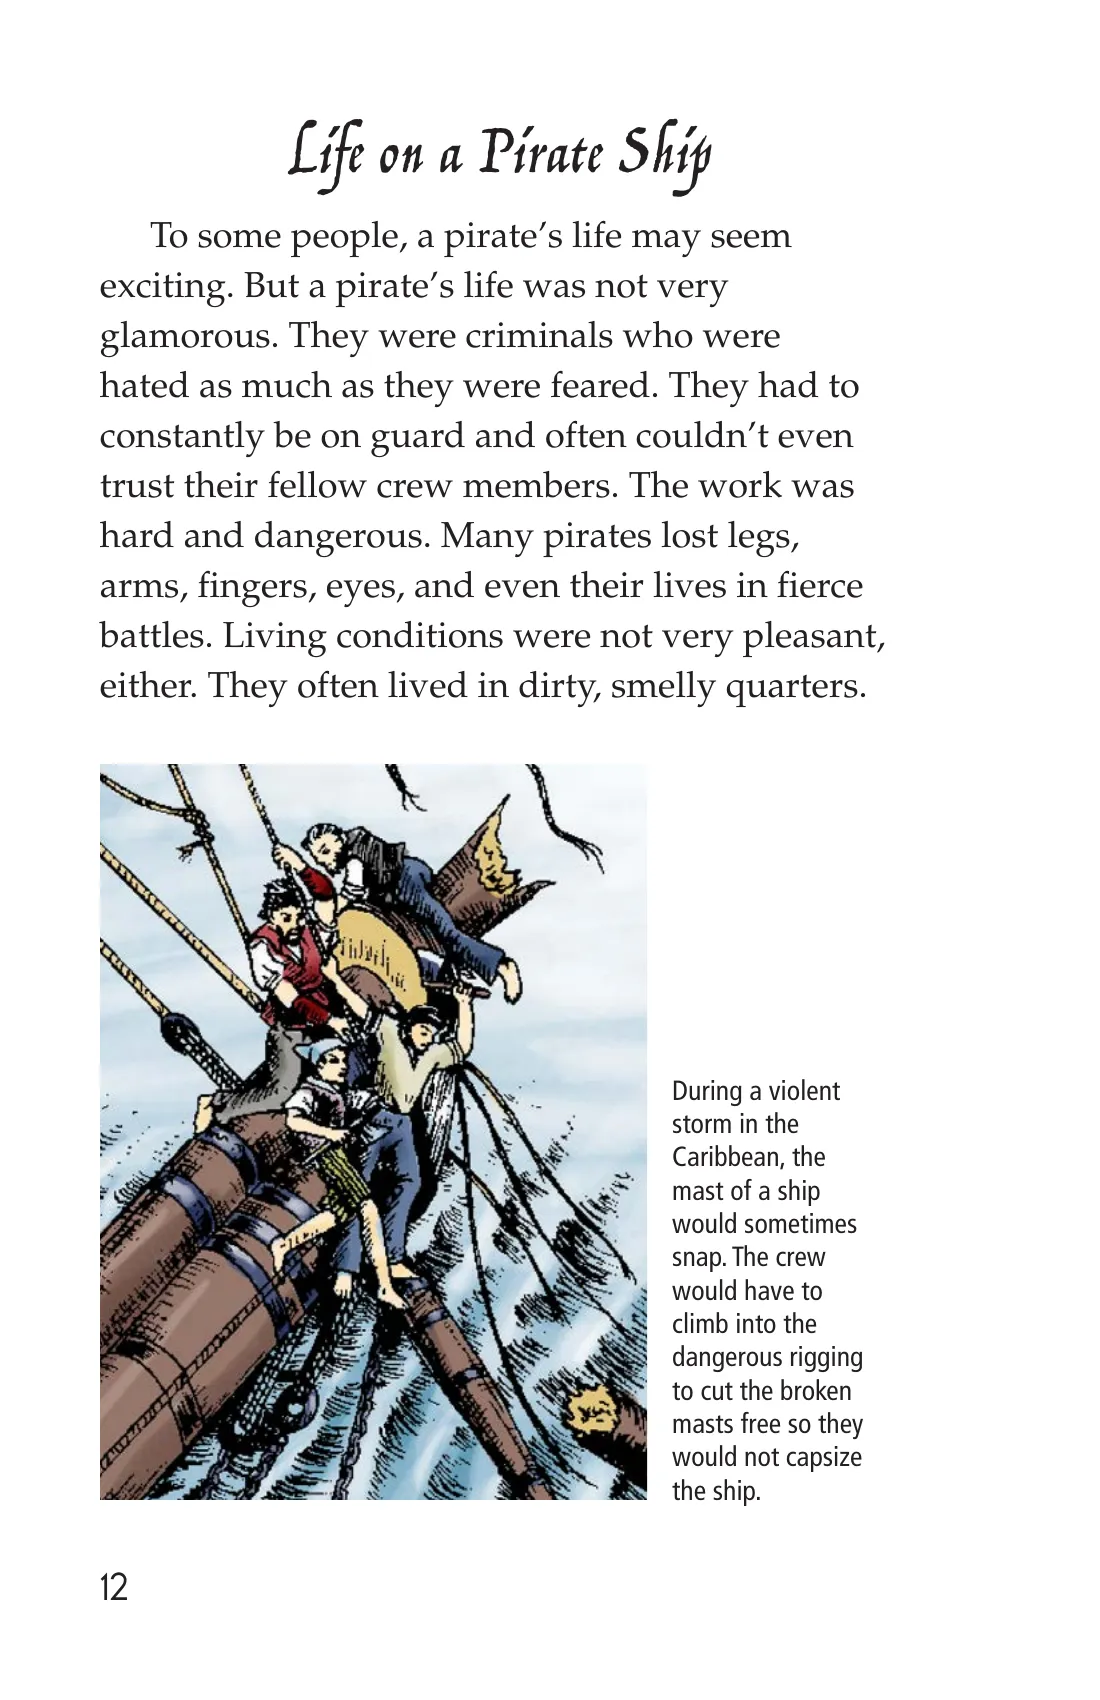 Life on a Pirate Ship
To some people, a pirate’s life may seem
exciting. But a pirate’s life was not very
glamorous. They were criminals who were
hated as much as they were feared. They had to
constantly be on guard and often couldn’t even
trust their fellow crew members. The work was
hard and dangerous. Many pirates lost legs,
arms, fingers, eyes, and even their lives in fierce
battles. Living conditions were not very pleasant,
either. They often lived in dirty, smelly quarters.
During a violent
storm in the
Caribbean, the
mast of a ship
would sometimes
snap. The crew
would have to
climb into the
dangerous rigging
to cut the broken
masts free so they
would not capsize
the ship.
12